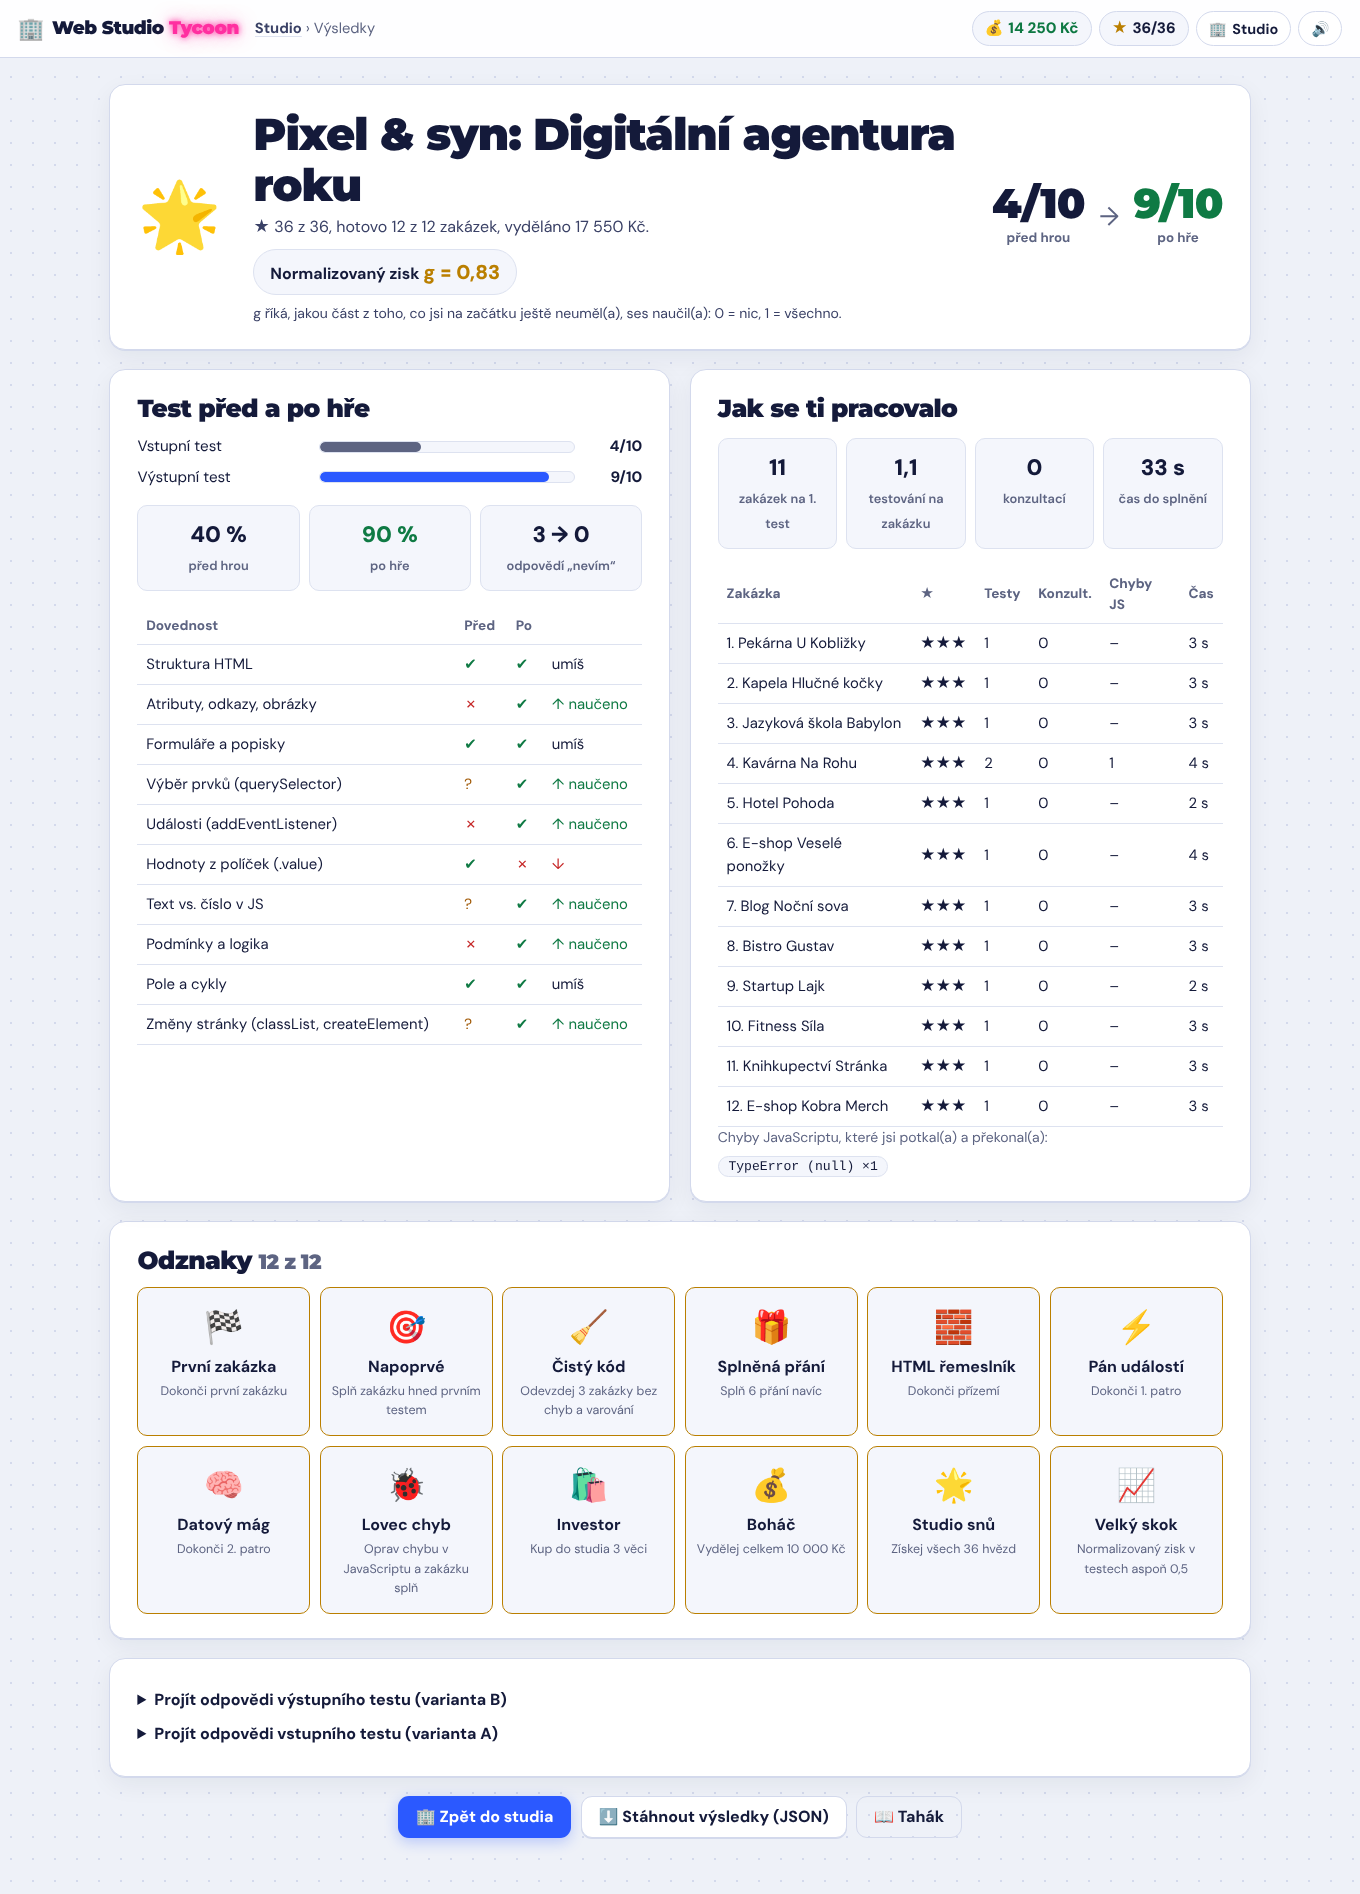 Web Studio Tycoon
Studio › Výsledky
14 250 Kč
★ 36/36
Studio
Pixel & syn: Digitální agentura
roku
★ 36 z 36, hotovo 12 z 12 zakázek, vyděláno 17 550 Kč.
Normalizovaný zisk g = 0,83
g říká, jakou část z toho, co jsi na začátku ještě neuměl(a), ses naučil(a): 0 = nic, 1 = všechno.
4/10 → 9/10
před hrou po hře
Test před a po hře
Vstupní test 4/10
Výstupní test 9/10
40 % 90 % 3 → 0
před hrou po hře odpovědí „nevím“
Dovednost Před Po
Struktura HTML ✔ ✔ umíš
Atributy, odkazy, obrázky × ✔ ↑ naučeno
Formuláře a popisky ✔ ✔ umíš
Výběr prvků (querySelector) ? ✔ ↑ naučeno
Události (addEventListener) × ✔ ↑ naučeno
Hodnoty z políček (.value) ✔ × ↓
Text vs. číslo v JS ? ✔ ↑ naučeno
Podmínky a logika × ✔ ↑ naučeno
Pole a cykly ✔ ✔ umíš
Změny stránky (classList, createElement) ? ✔ ↑ naučeno
Jak se ti pracovalo
11 1,1 0 33 s
zakázek na 1. testování na konzultací čas do splnění
test zakázku
Chyby
Zakázka ★ Testy Konzult. JS Čas
1. Pekárna U Kobližky ★★★ 1 0 – 3 s
2. Kapela Hlučné kočky ★★★ 1 0 – 3 s
3. Jazyková škola Babylon ★★★ 1 0 – 3 s
4. Kavárna Na Rohu ★★★ 2 0 1 4 s
5. Hotel Pohoda ★★★ 1 0 – 2 s
6. E-shop Veselé
ponožky ★★★ 1 0 – 4 s
7. Blog Noční sova ★★★ 1 0 – 3 s
8. Bistro Gustav ★★★ 1 0 – 3 s
9. Startup Lajk ★★★ 1 0 – 2 s
10. Fitness Síla ★★★ 1 0 – 3 s
11. Knihkupectví Stránka ★★★ 1 0 – 3 s
12. E-shop Kobra Merch ★★★ 1 0 – 3 s
Chyby JavaScriptu, které jsi potkal(a) a překonal(a):
TypeError (null) ×1
Odznaky 12 z 12
První zakázka
Dokonči první zakázku
Napoprvé
Splň zakázku hned prvním
testem
Čistý kód
Odevzdej 3 zakázky bez
chyb a varování
Splněná přání
Splň 6 přání navíc
HTML řemeslník
Dokonči přízemí
Pán událostí
Dokonči 1. patro
Datový mág
Dokonči 2. patro
Lovec chyb
Oprav chybu v
JavaScriptu a zakázku
splň
Investor
Kup do studia 3 věci
Boháč
Vydělej celkem 10 000 Kč
Studio snů
Získej všech 36 hvězd
Velký skok
Normalizovaný zisk v
testech aspoň 0,5
▶ Projít odpovědi výstupního testu (varianta B)
▶ Projít odpovědi vstupního testu (varianta A)
Zpět do studia
Stáhnout výsledky (JSON)
Tahák